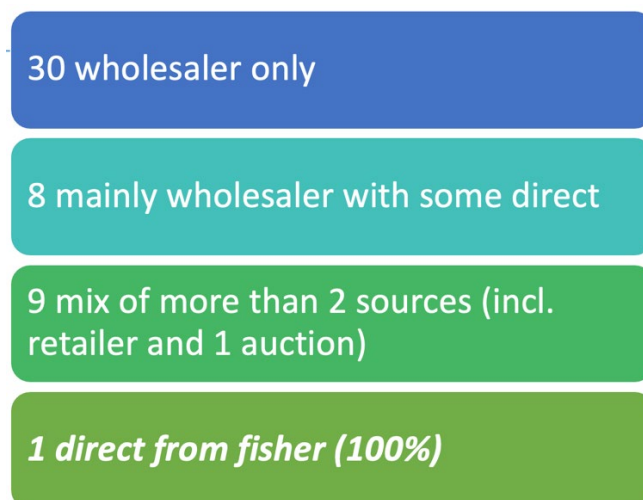 30 wholesaler only
8 mainly wholesaler with some direct
9 mix of more than 2 sources (incl.
retailer and 1 auction)
1 direct from fisher (100%)